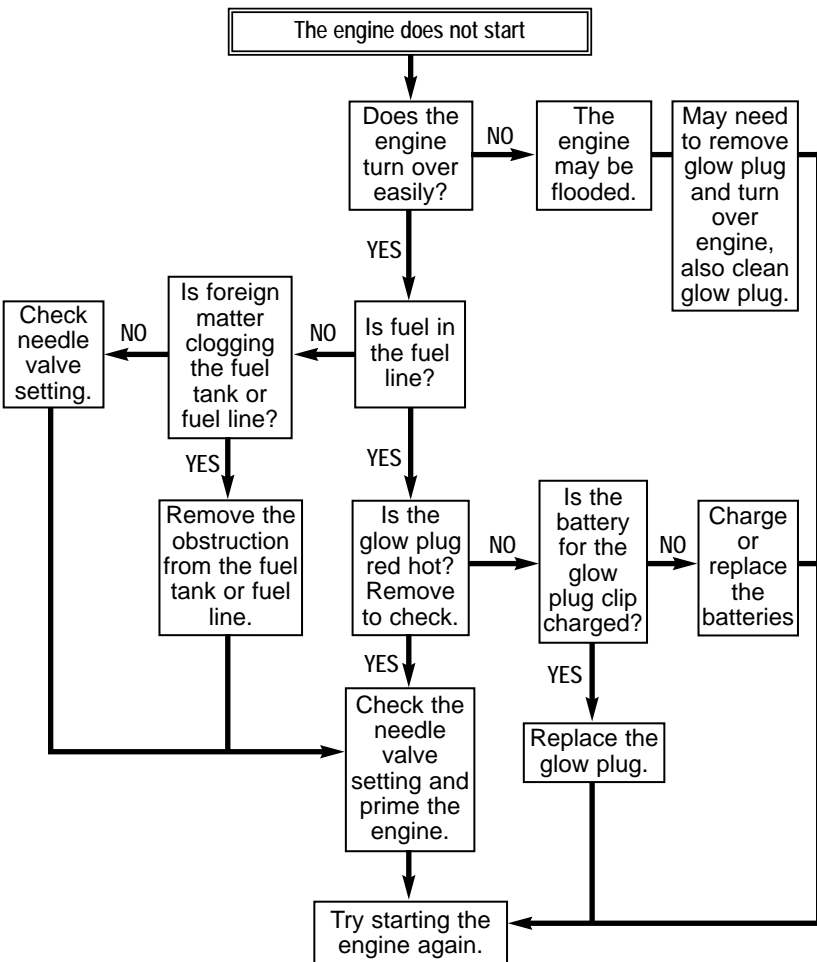 The engine does not start
Does the
engine
turn over
easily?
NO
The
engine
may be
flooded.
May need
to remove
glow plug
and turn
over
engine,
also clean
glow plug.
YES
Is fuel in
the fuel
line?
NO
Is foreign
matter
clogging
the fuel
tank or
fuel line?
NO
Check
needle
valve
setting.
YES
Remove the
obstruction
from the fuel
tank or fuel
line.
YES
Is the
glow plug
red hot?
Remove
to check.
NO
Is the
battery
for the
glow
plug clip
charged?
NO
Charge
or
replace
the
batteries
YES
Replace the
glow plug.
YES
Check the
needle
valve
setting and
prime the
engine.
Try starting the
engine again.